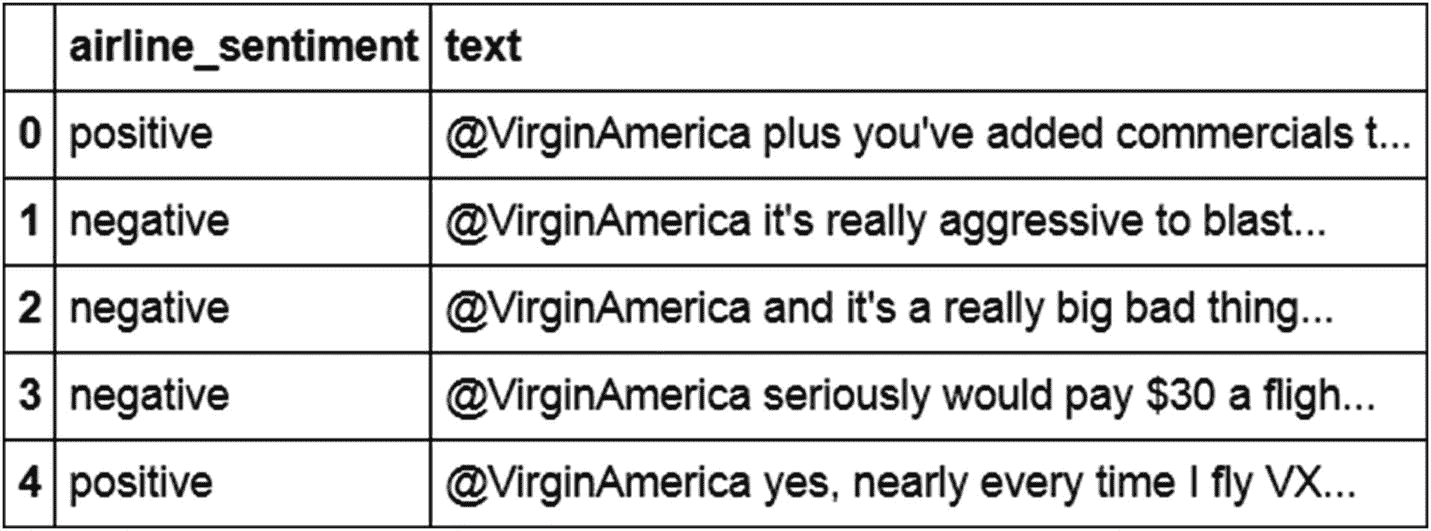 airline_sentiment text
0 positive @VirginAmerica plus you've added commercials t...
1 negative @VirginAmerica it's really aggressive to blast...
2 negative @VirginAmerica and it's a really big bad thing...
3 negative @VirginAmerica seriously would pay $30 a fligh...
4 positive @VirginAmerica yes, nearly every time I fly VX...